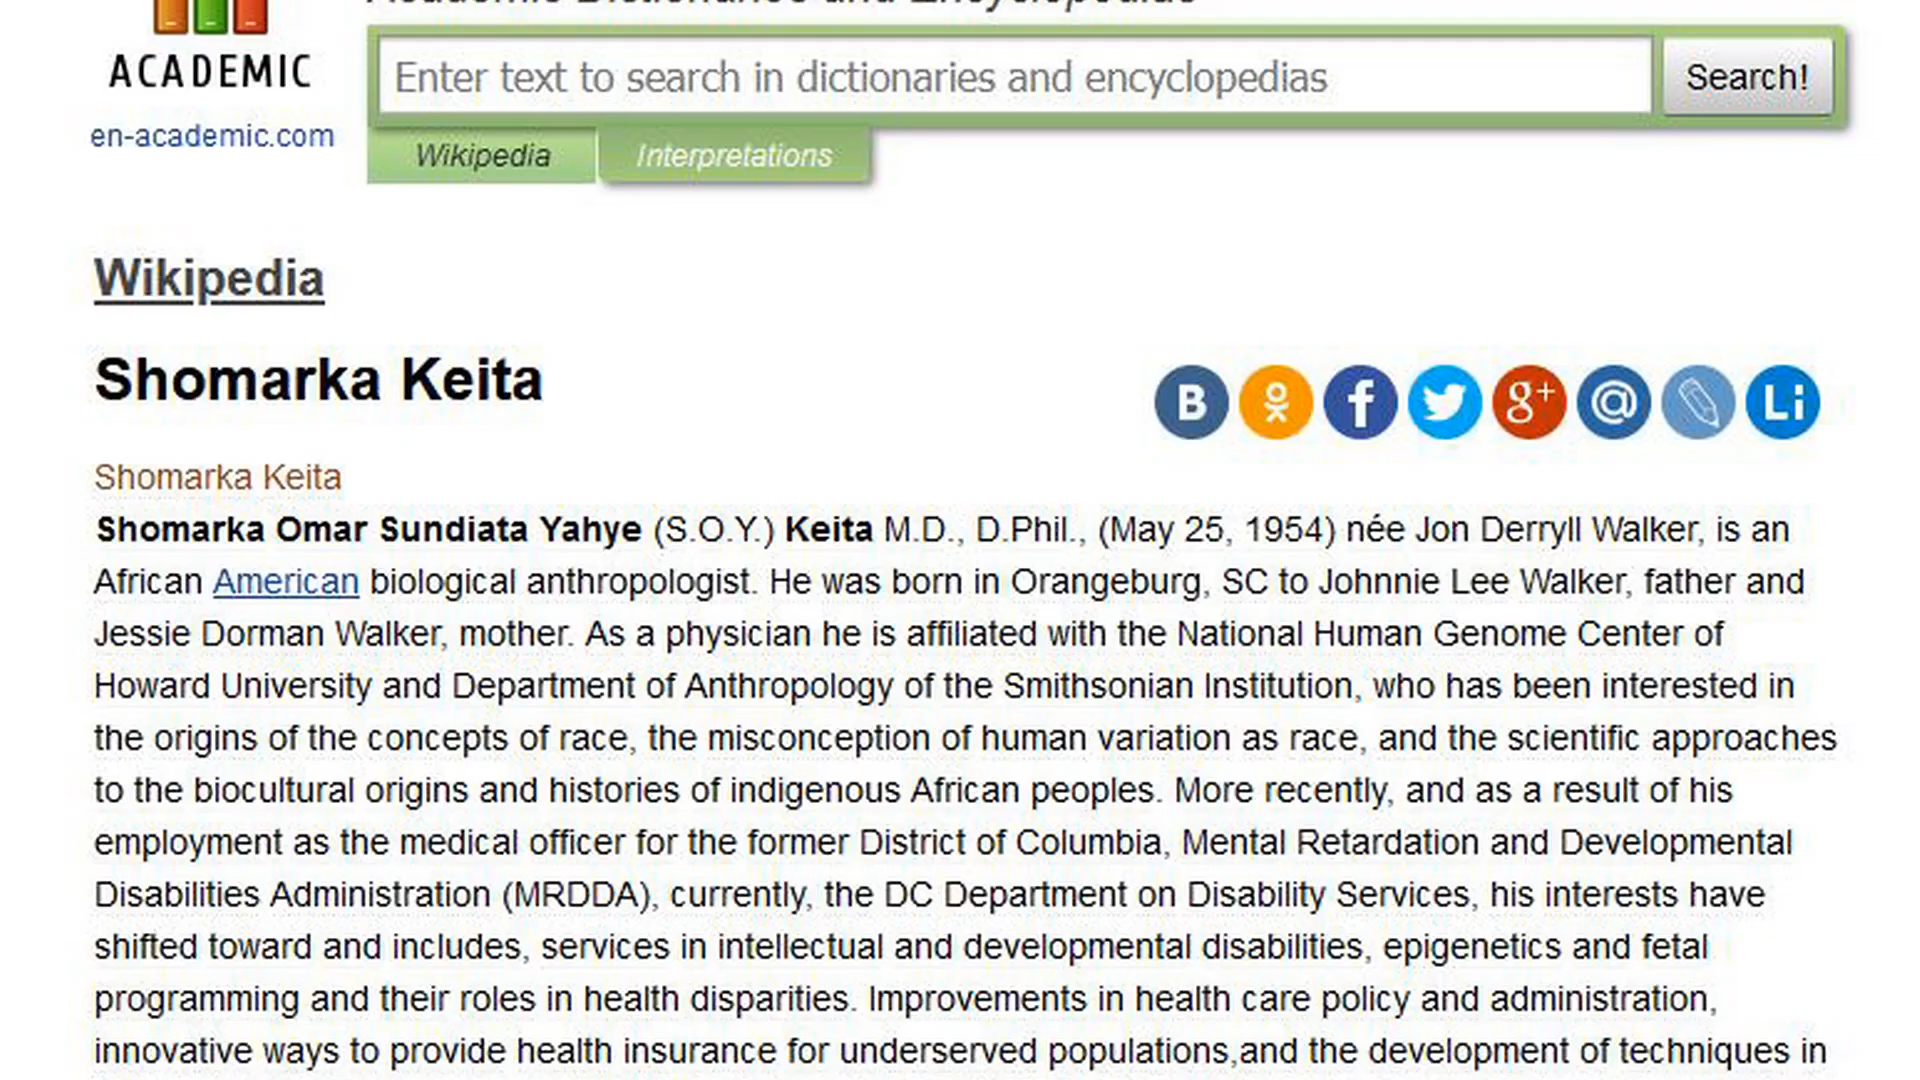 Academic Dictionaries and Encyclopedias
ACADEMIC
en-academic.com
Enter text to search in dictionaries and encyclopedias
Search!
Wikipedia
Interpretations
Wikipedia
Shomarka Keita
B
f
g+
@
Li
Shomarka Keita
Shomarka Omar Sundiata Yahye (S.O.Y.) Keita M.D., D.Phil., (May 25, 1954) née Jon Derryll Walker, is an
African American biological anthropologist. He was born in Orangeburg, SC to Johnnie Lee Walker, father and
Jessie Dorman Walker, mother. As a physician he is affiliated with the National Human Genome Center of
Howard University and Department of Anthropology of the Smithsonian Institution, who has been interested in
the origins of the concepts of race, the misconception of human variation as race, and the scientific approaches
to the biocultural origins and histories of indigenous African peoples. More recently, and as a result of his
employment as the medical officer for the former District of Columbia, Mental Retardation and Developmental
Disabilities Administration (MRDDA), currently, the DC Department on Disability Services, his interests have
shifted toward and includes, services in intellectual and developmental disabilities, epigenetics and fetal
programming and their roles in health disparities. Improvements in health care policy and administration,
innovative ways to provide health insurance for underserved populations,and the development of techniques in